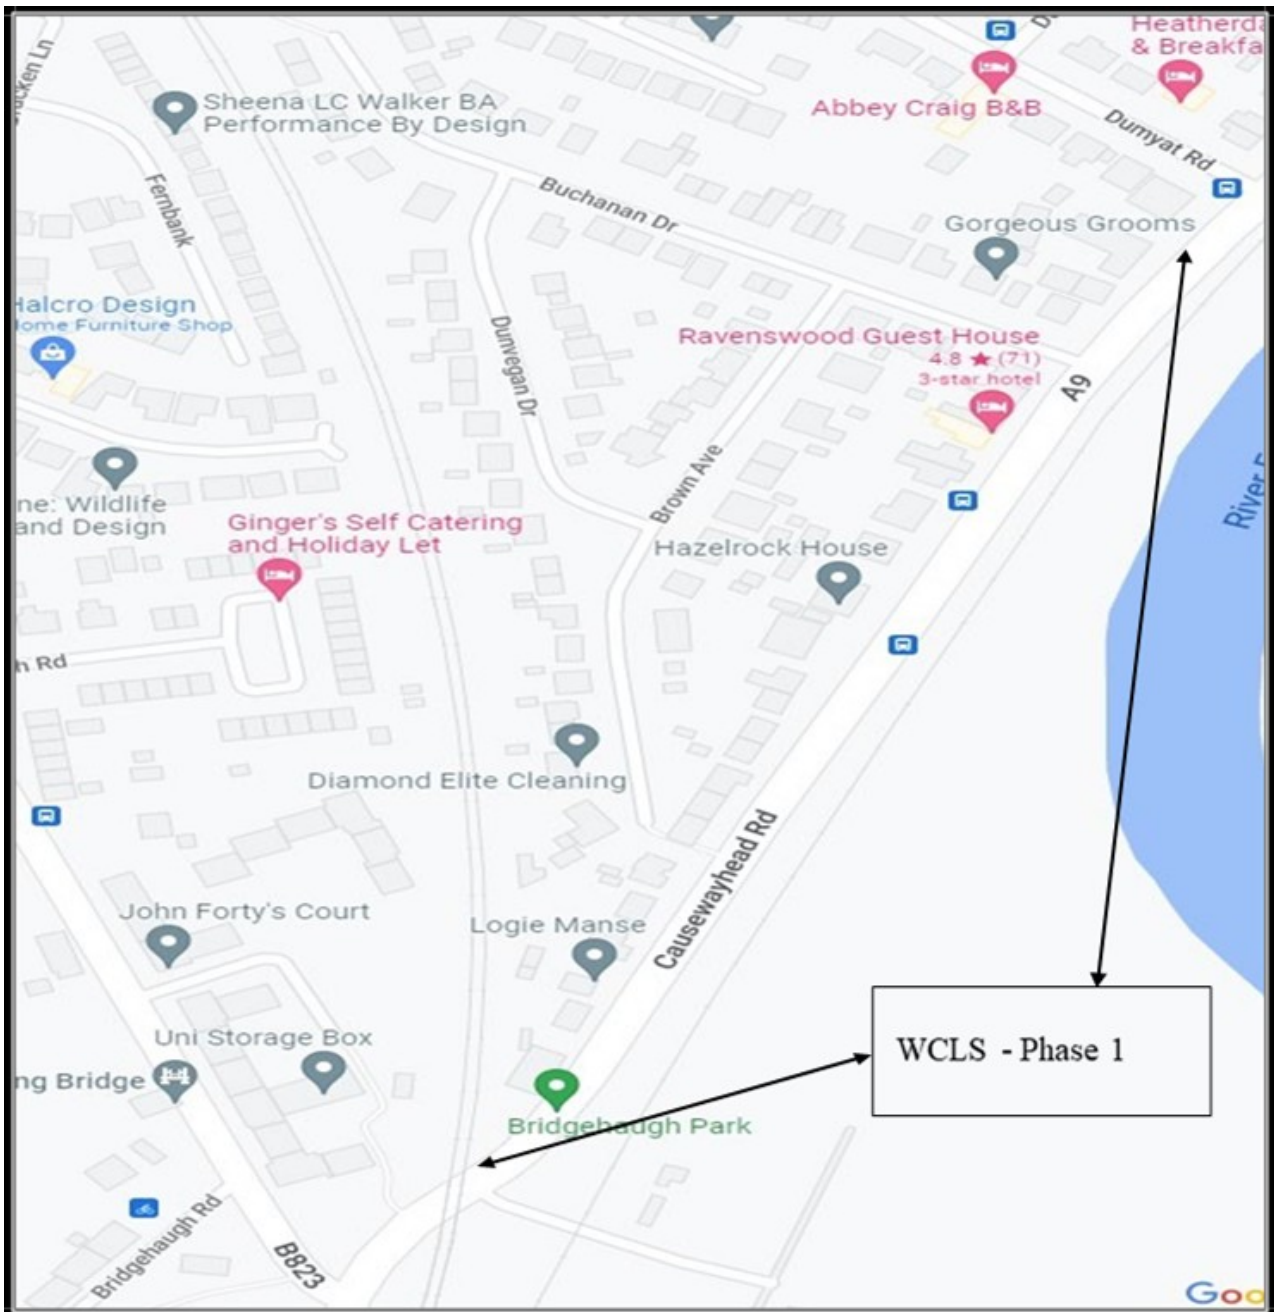 Heatherda
& Breakfa
Sheena LC Walker BA
Performance By Design
Abbey Craig B&B
Dumyat Rd
Fernbank
Buchanan Dr
Gorgeous Grooms
Halcro Design
Home Furniture Shop
Ravenswood Guest House
4.8 ★ (71)
3-star hotel
Dunvegan Dr
A9
ne: Wildlife
and Design
Brown Ave
River F
Ginger's Self Catering
and Holiday Let
Hazelrock House
h Rd
Diamond Elite Cleaning
Causewayhead Rd
John Forty's Court
Logie Manse
WCLS - Phase 1
Uni Storage Box
ng Bridge
Bridgehaugh Park
Bridgehaugh Rd
B823
Goo